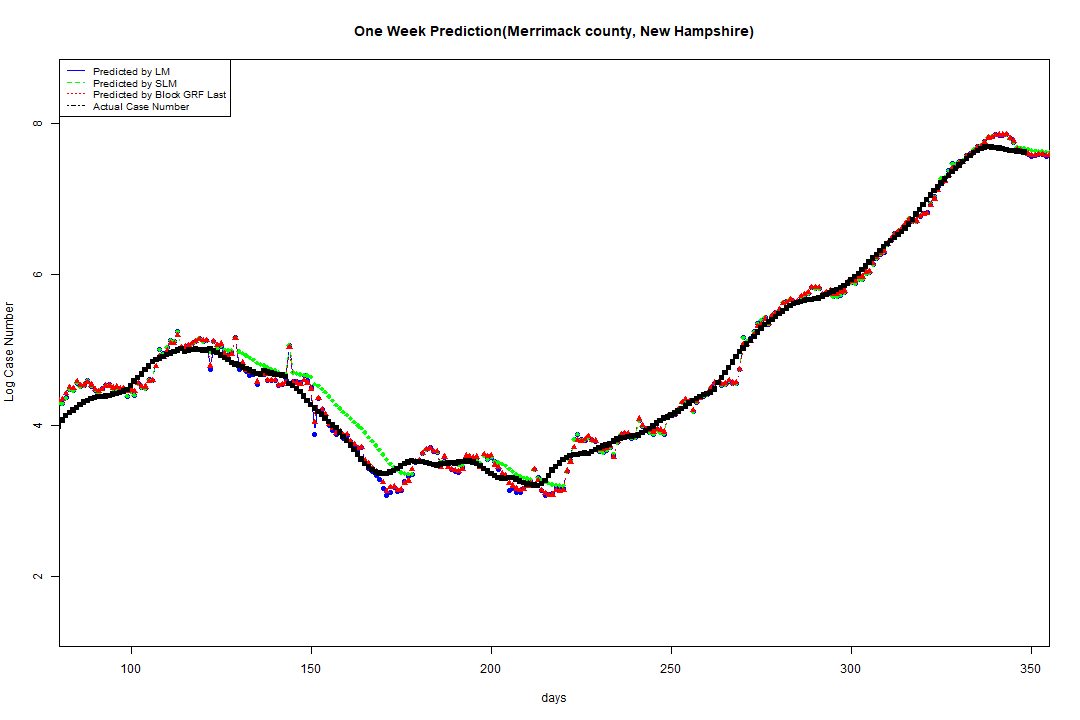 One Week Prediction(Merrimack county, New Hampshire)
Predicted by LM
Predicted by SLM
Predicted by Block GRF Last
Actual Case Number
8
6
4
2
Log Case Number
100 150 200 250 300 350
days